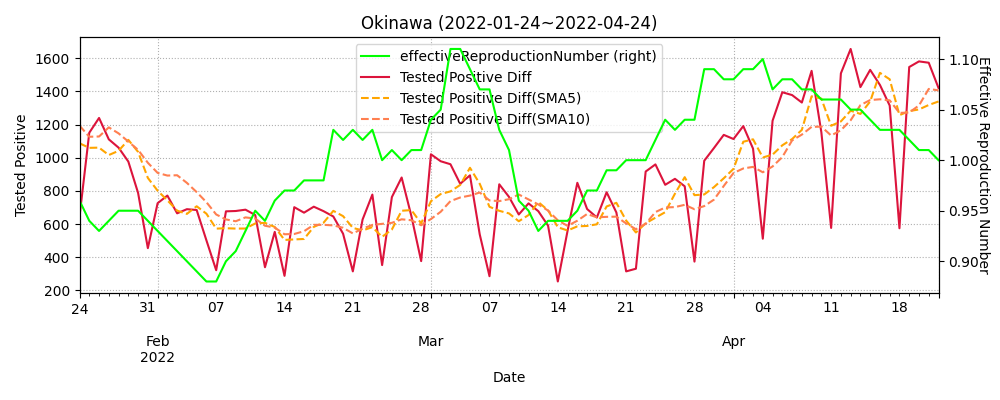 Okinawa (2022-01-24~2022-04-24)
effectiveReproductionNumber (right)
Tested Positive Diff
Tested Positive Diff(SMA5)
Tested Positive Diff(SMA10)
Tested Positive
1600
1400
1200
1000
800
600
400
200
1.10
1.05
1.00
0.95
0.90
Effective Reproduction Number
24 31 07 14 21 28 07 14 21 28 04 11 18
Feb Mar Apr
2022
Date